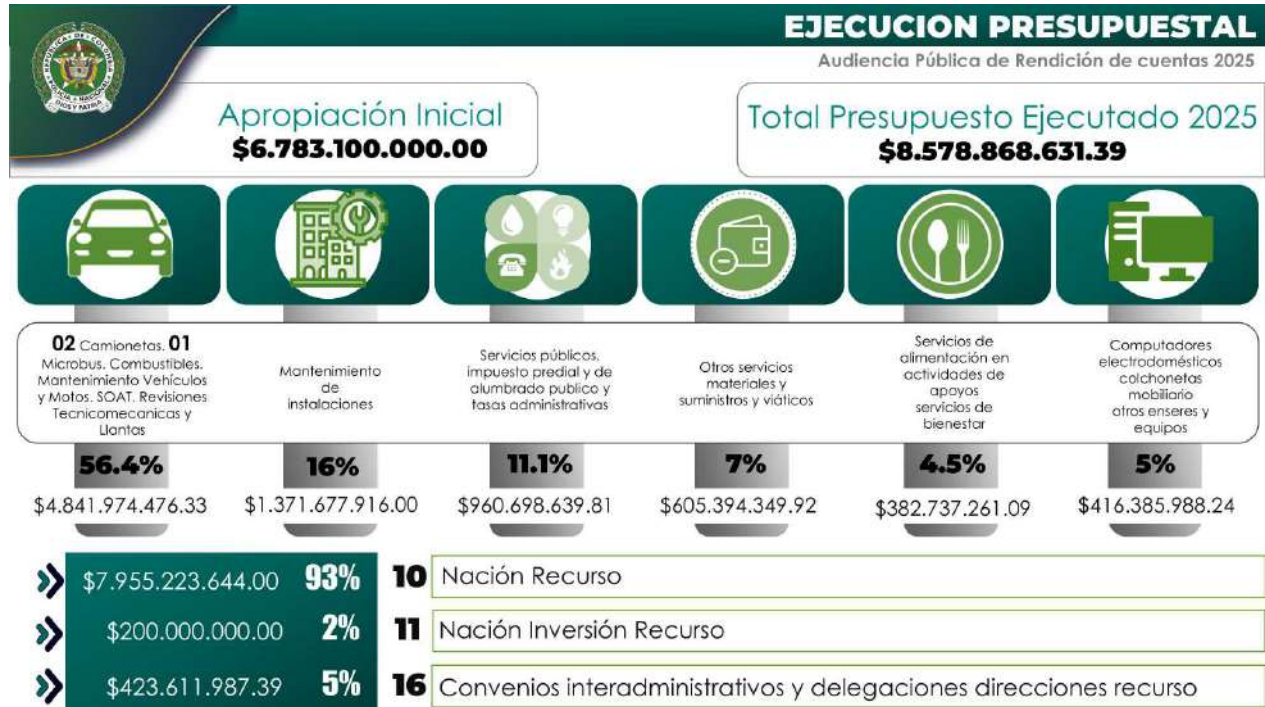 EJECUCION PRESUPUESTAL
Audiencia Pública de Rendición de cuentas 2025
REPUBLICA DE COLOMBIA
POLICIA NACIONAL
DIOS Y PATRIA
Apropiación Inicial
$6.783.100.000.00
Total Presupuesto Ejecutado 2025
$8.578.868.631.39
02 Camionetas. 01
Microbus. Combustibles.
Mantenimiento Vehículos
y Motos. SOAT. Revisiones
Tecnicomecanicas y
Llantas
56.4%
$4.841.974.476.33
Mantenimiento
de
instalaciones
16%
$1.371.677.916.00
Servicios públicos,
impuesto predial y de
alumbrado publico y
tasas administrativas
11.1%
$960.698.639.81
Otros servicios
materiales y
suministros y viáticos
7%
$605.394.349.92
Servicios de
alimentación en
actividades de
apoyos
servicios de
bienestar
4.5%
$382.737.261.09
Computadores
electrodomésticos
colchonetas
mobiliario
otros enseres y
equipos
5%
$416.385.988.24
$7.955.223.644.00 93% 10 Nación Recurso
$200.000.000.00 2% 11 Nación Inversión Recurso
$423.611.987.39 5% 16 Convenios interadministrativos y delegaciones direcciones recurso